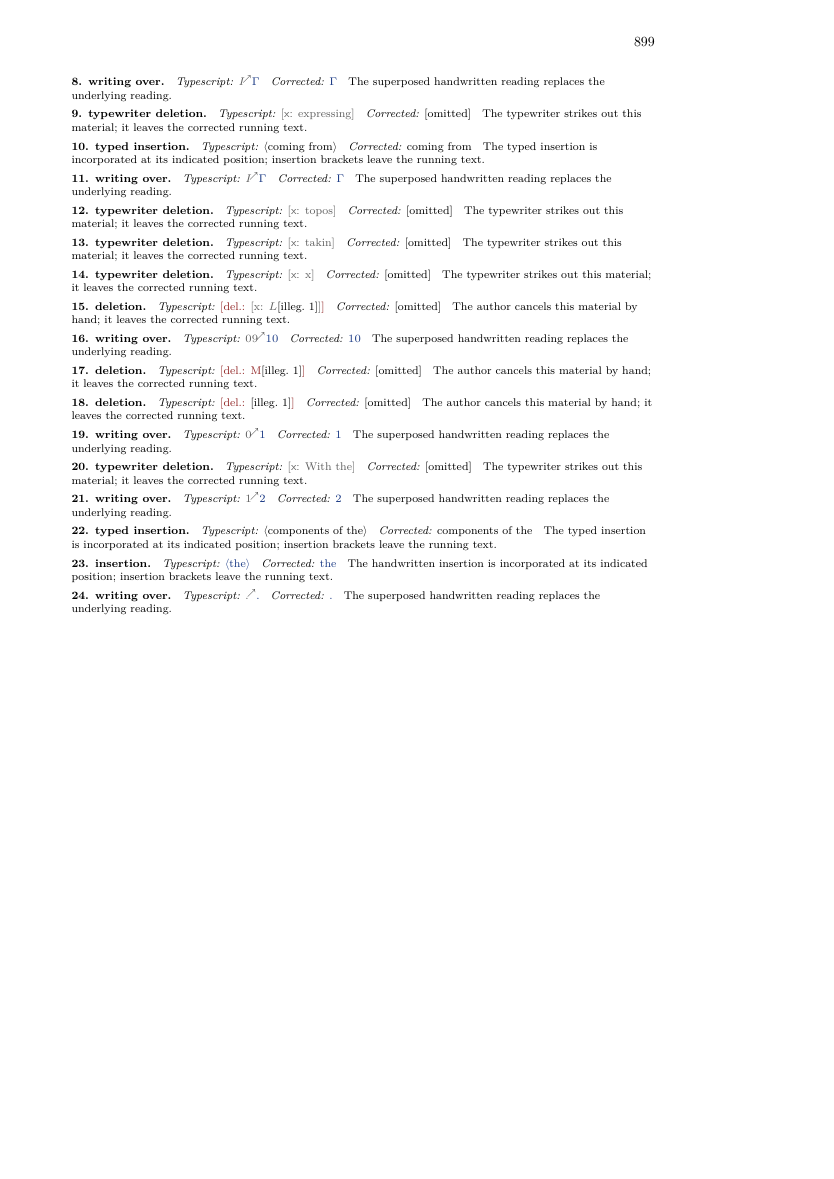 899
8. writing over. Typescript: I↗Γ Corrected: Γ The superposed handwritten reading replaces the
underlying reading.
9. typewriter deletion. Typescript: [x: expressing] Corrected: [omitted] The typewriter strikes out this
material; it leaves the corrected running text.
10. typed insertion. Typescript: ⟨coming from⟩ Corrected: coming from The typed insertion is
incorporated at its indicated position; insertion brackets leave the running text.
11. writing over. Typescript: I↗Γ Corrected: Γ The superposed handwritten reading replaces the
underlying reading.
12. typewriter deletion. Typescript: [x: topos] Corrected: [omitted] The typewriter strikes out this
material; it leaves the corrected running text.
13. typewriter deletion. Typescript: [x: takin] Corrected: [omitted] The typewriter strikes out this
material; it leaves the corrected running text.
14. typewriter deletion. Typescript: [x: x] Corrected: [omitted] The typewriter strikes out this material;
it leaves the corrected running text.
15. deletion. Typescript: [del.: [x: L[illeg. 1]]] Corrected: [omitted] The author cancels this material by
hand; it leaves the corrected running text.
16. writing over. Typescript: 09↗10 Corrected: 10 The superposed handwritten reading replaces the
underlying reading.
17. deletion. Typescript: [del.: M[illeg. 1]] Corrected: [omitted] The author cancels this material by hand;
it leaves the corrected running text.
18. deletion. Typescript: [del.: [illeg. 1]] Corrected: [omitted] The author cancels this material by hand; it
leaves the corrected running text.
19. writing over. Typescript: 0↗1 Corrected: 1 The superposed handwritten reading replaces the
underlying reading.
20. typewriter deletion. Typescript: [x: With the] Corrected: [omitted] The typewriter strikes out this
material; it leaves the corrected running text.
21. writing over. Typescript: 1↗2 Corrected: 2 The superposed handwritten reading replaces the
underlying reading.
22. typed insertion. Typescript: ⟨components of the⟩ Corrected: components of the The typed insertion
is incorporated at its indicated position; insertion brackets leave the running text.
23. insertion. Typescript: ⟨the⟩ Corrected: the The handwritten insertion is incorporated at its indicated
position; insertion brackets leave the running text.
24. writing over. Typescript: .↗. Corrected: . The superposed handwritten reading replaces the
underlying reading.